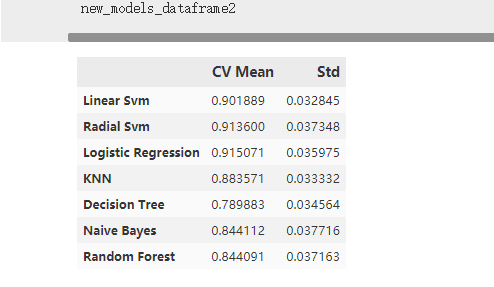 new_models_dataframe2
CV Mean Std
Linear Svm 0.901889 0.032845
Radial Svm 0.913600 0.037348
Logistic Regression 0.915071 0.035975
KNN 0.883571 0.033332
Decision Tree 0.789883 0.034564
Naive Bayes 0.844112 0.037716
Random Forest 0.844091 0.037163